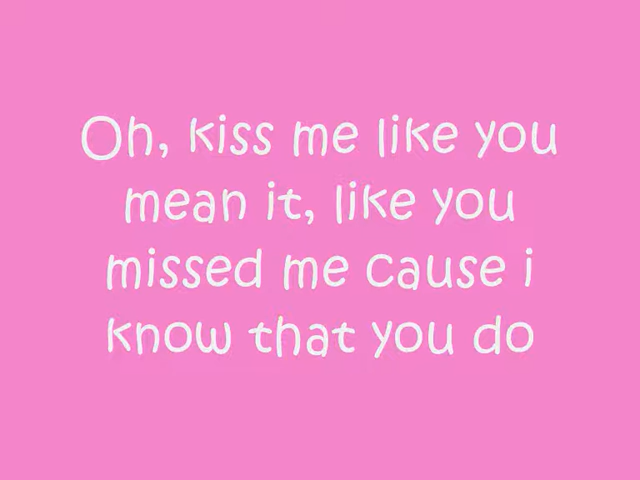 Oh, kiss me like you
mean it, like you
missed me cause i
know that you do